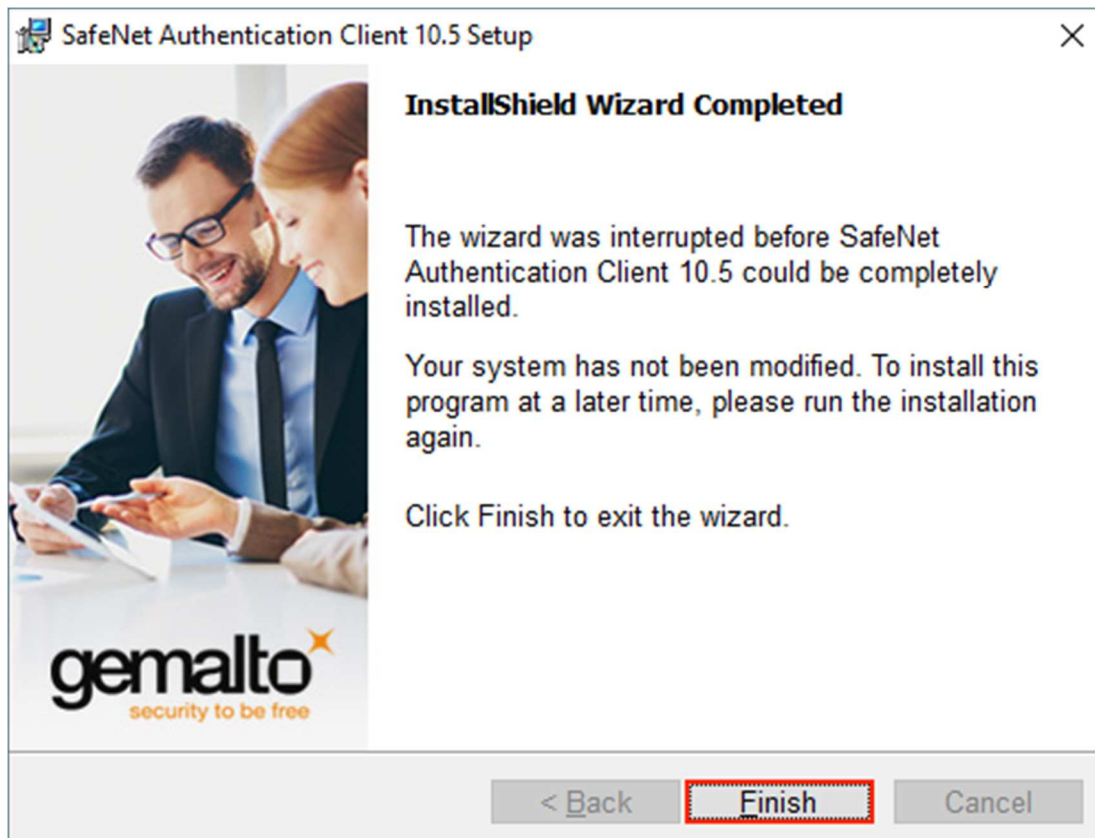 SafeNet Authentication Client 10.5 Setup
InstallShield Wizard Completed
The wizard was interrupted before SafeNet
Authentication Client 10.5 could be completely
installed.
Your system has not been modified. To install this
program at a later time, please run the installation
again.
Click Finish to exit the wizard.
gemalto
security to be free
< Back
Finish
Cancel